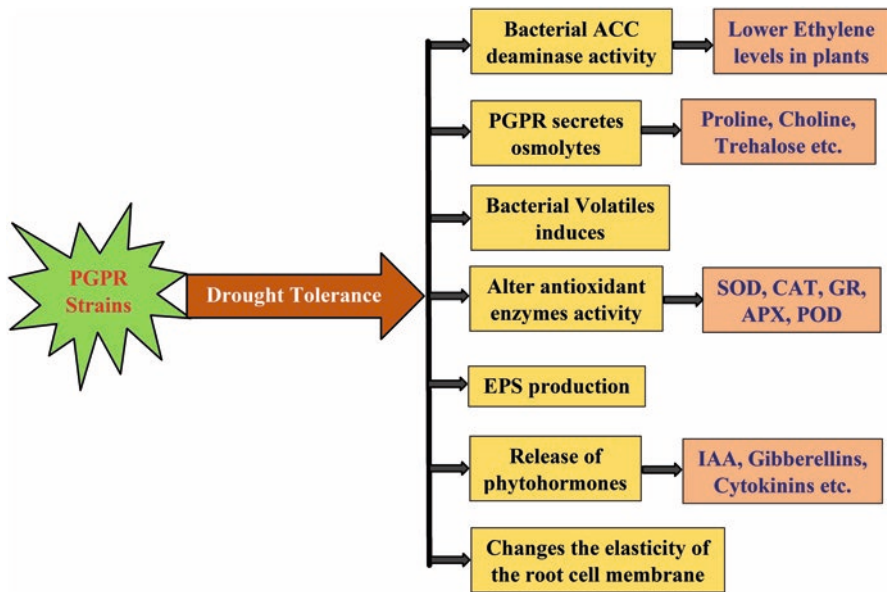 PGPR
Strains
Drought Tolerance
Bacterial ACC
deaminase activity
Lower Ethylene
levels in plants
PGPR secretes
osmolytes
Proline, Choline,
Trehalose etc.
Bacterial Volatiles
induces
Alter antioxidant
enzymes activity
SOD, CAT, GR,
APX, POD
EPS production
Release of
phytohormones
IAA, Gibberellins,
Cytokinins etc.
Changes the elasticity of
the root cell membrane